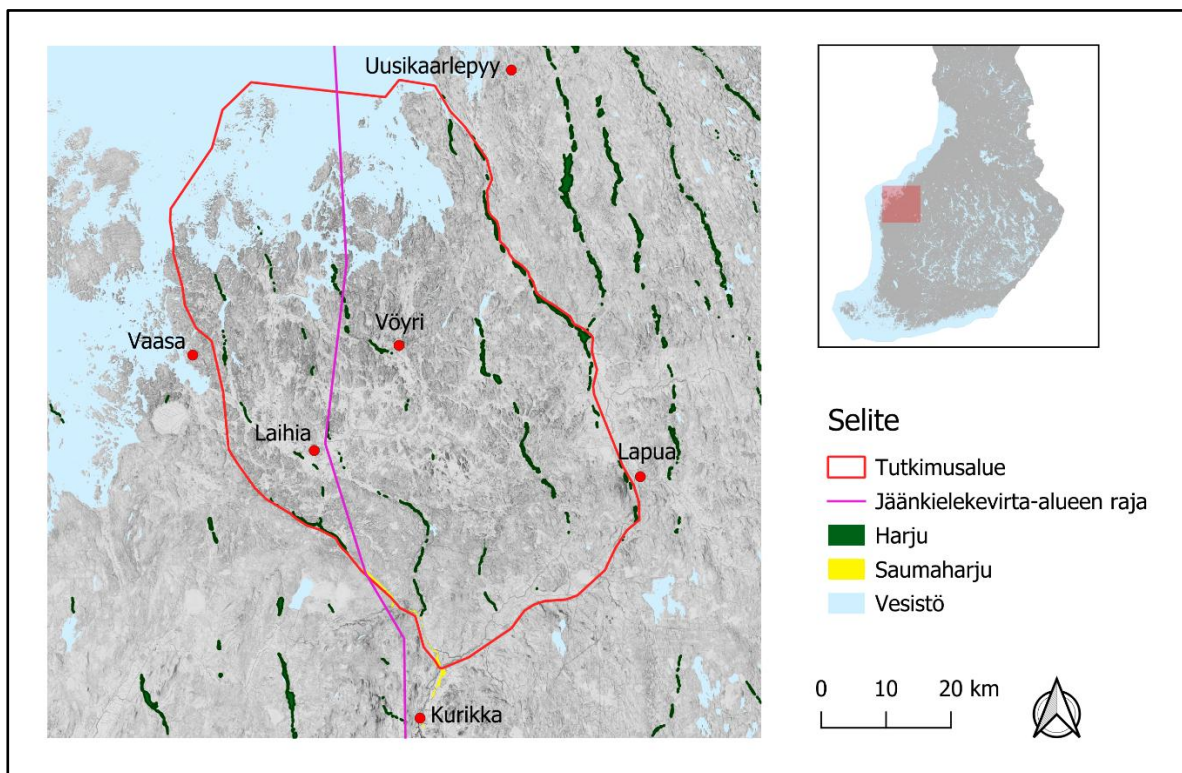 Uusikaarlepyy
Vöyri
Vaasa
Laihia
Lapua
Kurikka
Selite
Tutkimusalue
Jäänkielekevirta-alueen raja
Harju
Saumaharju
Vesistö
0 10 20 km